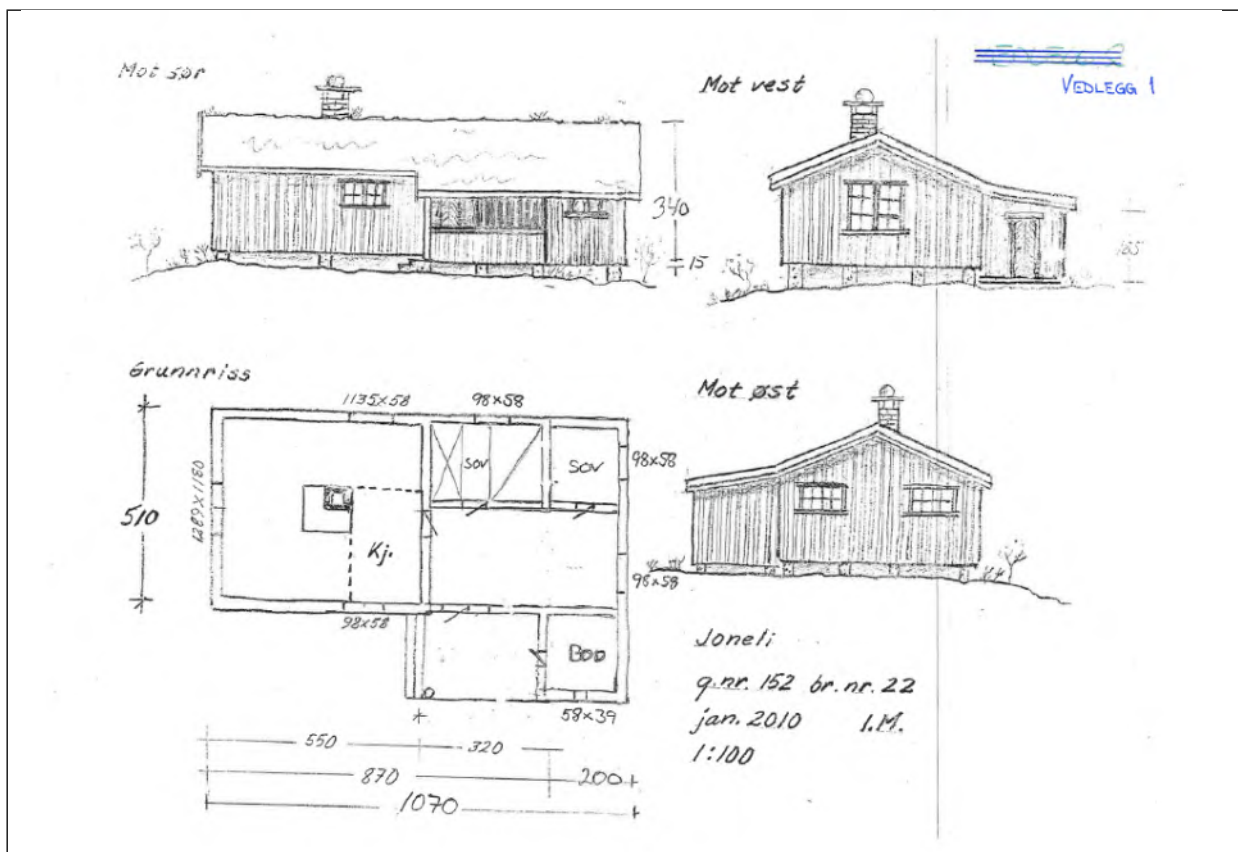 Mot sør
Mot vest
VEDLEGG 1
340
15
Grunnriss
1135x58
98x58
Mot øst
sov
Sov
98x58
1289x1180
510
Kj.
98x58
98x58
Bod
58x39
550
320
870
200
1070
Joneli
g.nr. 152 br.nr. 22
jan. 2010 I.M.
1:100